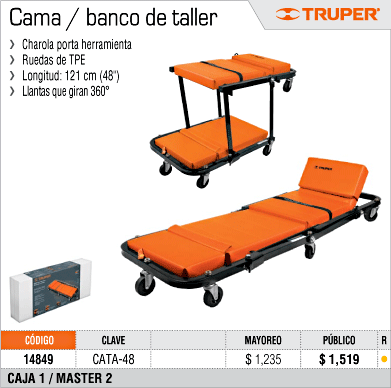 Cama / banco de taller
TRUPER
Charola porta herramienta
Ruedas de TPE
Longitud: 121 cm (48")
Llantas que giran 360°
TRUPER
CÓDIGO CLAVE MAYOREO PÚBLICO R
14849 CATA-48 $ 1,235 $ 1,519
CAJA 1 / MASTER 2